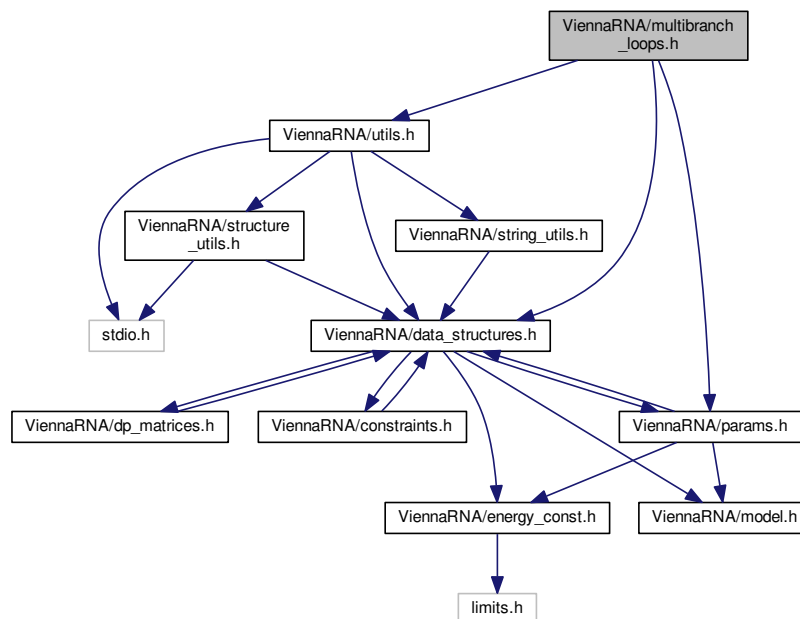 ViennaRNA/multibranch
_loops.h
ViennaRNA/utils.h
ViennaRNA/structure
_utils.h
ViennaRNA/string_utils.h
stdio.h
ViennaRNA/data_structures.h
ViennaRNA/dp_matrices.h
ViennaRNA/constraints.h
ViennaRNA/params.h
ViennaRNA/energy_const.h
ViennaRNA/model.h
limits.h